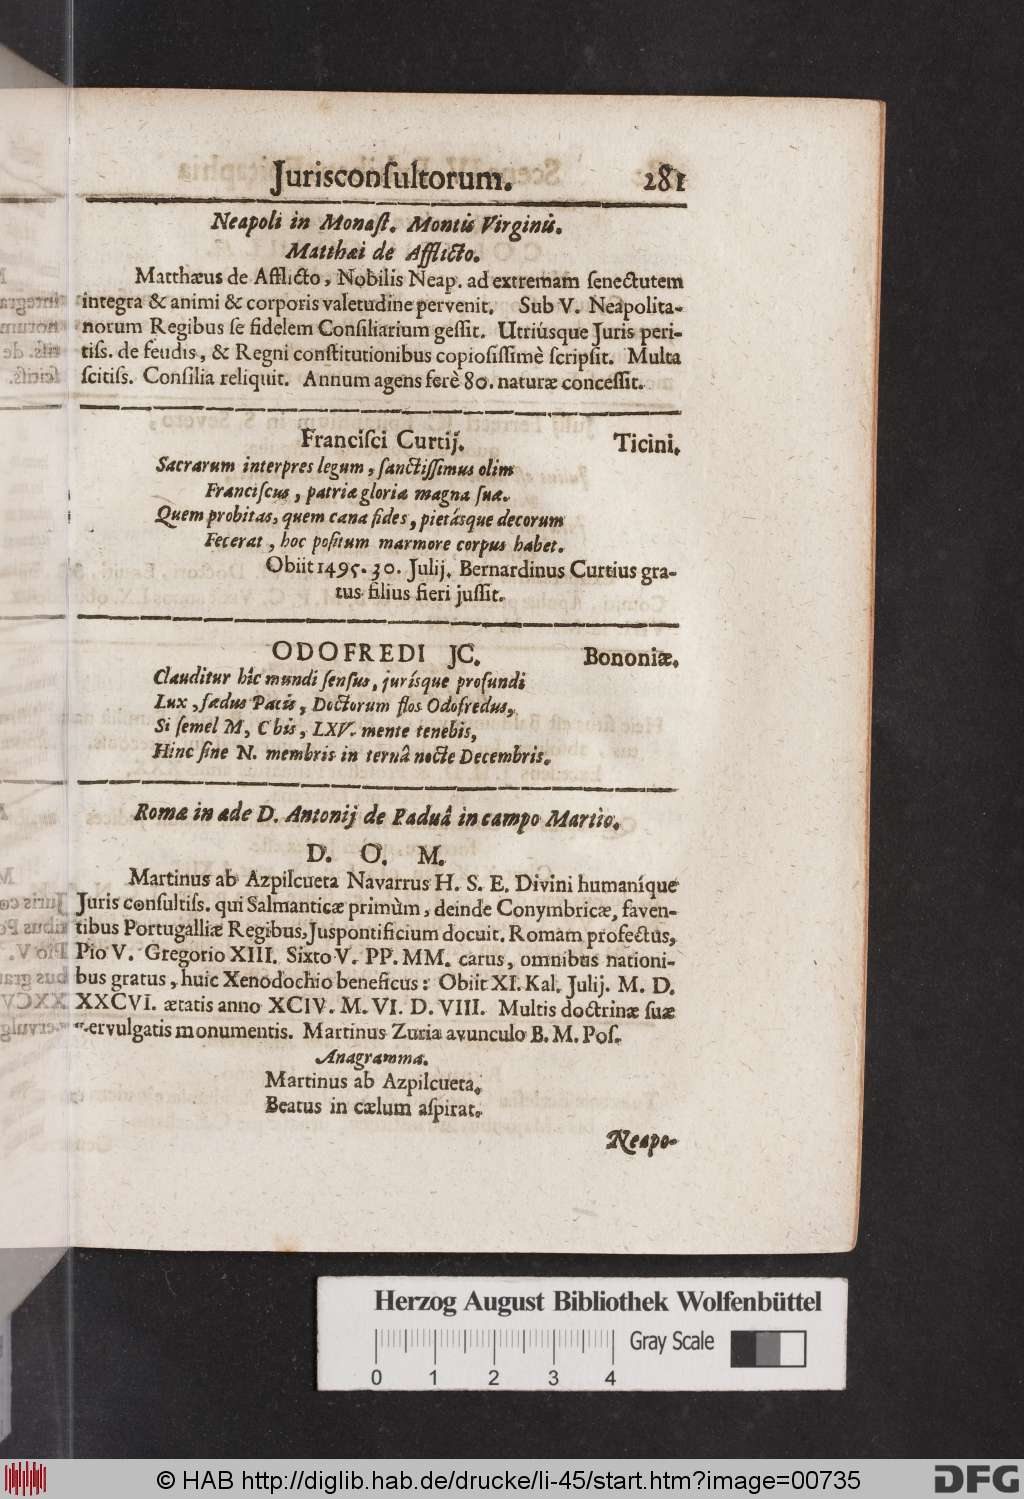 Jurisconſultorum. 281
Neapoli in Monaſt. Montis Virginis.
Matthæi de Afflicto.
Matthæus de Afflicto, Nobilis Neap. ad extremam ſenectutem
integra & animi & corporis valetudine pervenit. Sub V. Neapolita-
norum Regibus ſe fidelem Conſiliarium geſſit. Utriúsque Juris peri-
tiſſ. de feudis, & Regni conſtitutionibus copioſiſſimè ſcripſit. Multa
ſcitiſſ. Conſilia reliquit. Annum agens ferè 80. naturæ conceſſit.
Franciſci Curtij. Ticini.
Sacrarum interpres legum, ſanctiſſimus olim
Franciſcus, patriæ gloria magna ſuæ.
Quem probitas, quem cana fides, pietásque decorum
Fecerat, hoc poſitum marmore corpus habet.
Obiit 1495. 30. Julij. Bernardinus Curtius gra-
tus filius fieri juſſit.
ODOFREDI JC. Bononiæ.
Clauditur hîc mundi ſenſus, jurísque profundi
Lux, fœdus Pacis, Doctorum flos Odofredus,
Si ſemel M, C bis, LXV. mente tenebis,
Hinc ſine N. membris in ternâ nocte Decembris.
Romæ in æde D. Antonij de Paduâ in campo Martio.
D. O. M.
Martinus ab Azpilcueta Navarrus H. S. E. Divini humaníque
Juris conſultiſſ. qui Salmanticæ primùm, deinde Conymbricæ, faven-
tibus Portugalliæ Regibus, Juspontificium docuit. Romam profectus,
Pio V. Gregorio XIII. Sixto V. PP. MM. carus, omnibus nationi-
bus gratus, huic Xenodochio beneficus: Obiit XI. Kal. Julij. M. D.
XXCVI. ætatis anno XCIV. M. VI. D. VIII. Multis doctrinæ ſuæ
pervulgatis monumentis. Martinus Zuria avunculo B. M. Poſ.
Anagramma.
Martinus ab Azpilcueta.
Beatus in cælum aſpirat.
Neapo-
Herzog August Bibliothek Wolfenbüttel
Gray Scale
0 1 2 3 4
© HAB http://diglib.hab.de/drucke/li-45/start.htm?image=00735
DFG